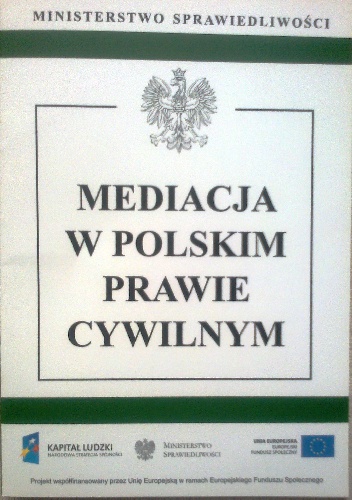 MINISTERSTWO SPRAWIEDLIWOŚCI
MEDIACJA
W POLSKIM
PRAWIE
CYWILNYM
KAPITAŁ LUDZKI
NARODOWA STRATEGIA SPÓJNOŚCI
MINISTERSTWO
SPRAWIEDLIWOŚCI
UNIA EUROPEJSKA
EUROPEJSKI
FUNDUSZ SPOŁECZNY
Projekt współfinansowany przez Unię Europejską w ramach Europejskiego Funduszu Społecznego